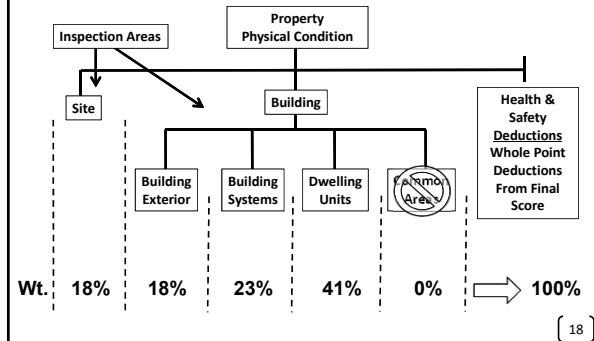 Property
Physical Condition
Inspection Areas
Site
Building
Health &
Safety
Deductions
Whole Point
Deductions
From Final
Score
Building
Exterior
Building
Systems
Dwelling
Units
Common
Areas
Wt. 18% 18% 23% 41% 0% 100%
18